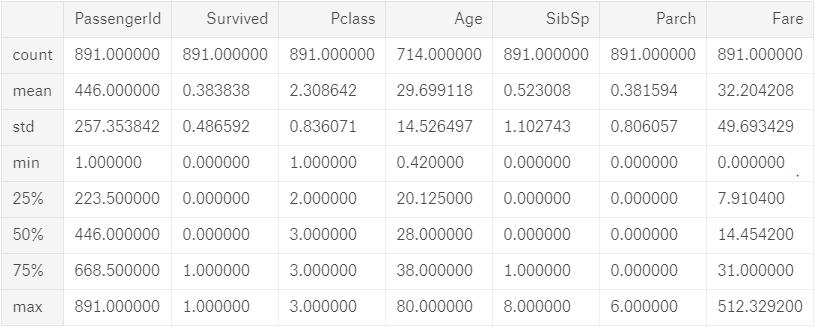 PassengerId Survived Pclass Age SibSp Parch Fare
count 891.000000 891.000000 891.000000 714.000000 891.000000 891.000000 891.000000
mean 446.000000 0.383838 2.308642 29.699118 0.523008 0.381594 32.204208
std 257.353842 0.486592 0.836071 14.526497 1.102743 0.806057 49.693429
min 1.000000 0.000000 1.000000 0.420000 0.000000 0.000000 0.000000
25% 223.500000 0.000000 2.000000 20.125000 0.000000 0.000000 7.910400
50% 446.000000 0.000000 3.000000 28.000000 0.000000 0.000000 14.454200
75% 668.500000 1.000000 3.000000 38.000000 1.000000 0.000000 31.000000
max 891.000000 1.000000 3.000000 80.000000 8.000000 6.000000 512.329200